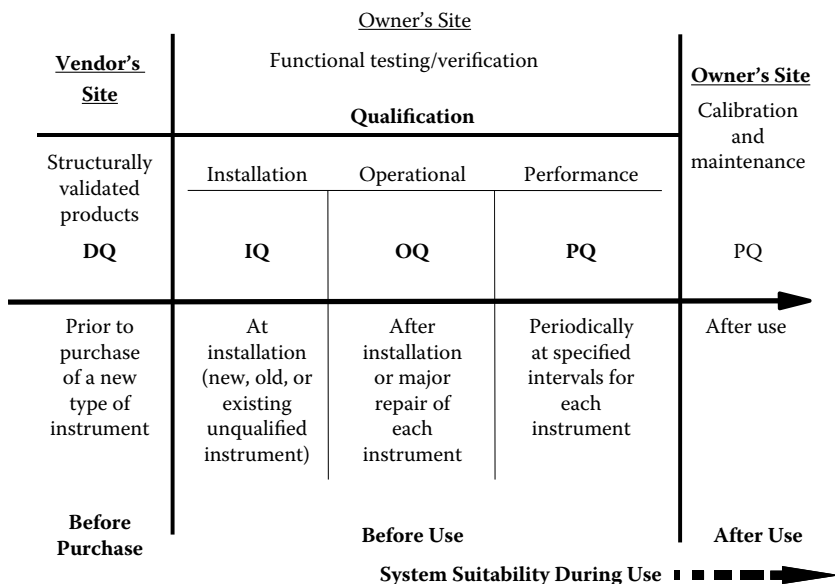 Owner's Site
Vendor's
Site
Functional testing/verification
Qualification
Owner's Site
Calibration
and
maintenance
Structurally
validated
products
Installation
Operational
Performance
DQ
IQ
OQ
PQ
PQ
Prior to
purchase
of a new
type of
instrument
At
installation
(new, old, or
existing
unqualified
instrument)
After
installation
or major
repair of
each
instrument
Periodically
at specified
intervals for
each
instrument
After use
Before
Purchase
Before Use
After Use
System Suitability During Use